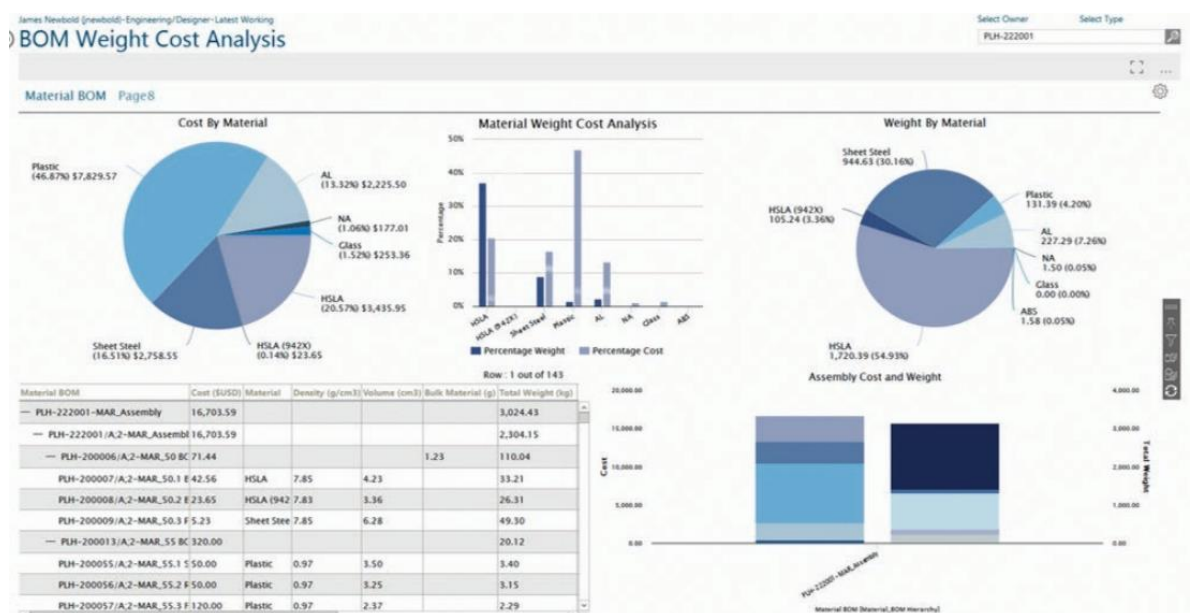 James Newbold (newbold)-Engineering/Designer-Latest Working
BOM Weight Cost Analysis
Select Owner Select Type
PLH-222001
Material BOM Page8
Cost By Material
Plastic
(46.87%) $7,829.57
AL
(13.32%) $2,225.50
NA
(1.06%) $177.01
Glass
(1.52%) $253.36
HSLA
(20.57%) $3,435.95
HSLA (942X)
(0.14%) $23.65
Sheet Steel
(16.51%) $2,758.55
Material Weight Cost Analysis
Percentage
50%
40%
30%
20%
10%
0%
HSLA
HSLA (942X)
Sheet Steel
Plastic
AL
NA
Glass
ABS
Percentage Weight Percentage Cost
Row : 1 out of 143
Weight By Material
Sheet Steel
944.63 (30.16%)
Plastic
131.39 (4.20%)
HSLA (942X)
105.24 (3.36%)
AL
227.29 (7.26%)
NA
1.50 (0.05%)
Glass
0.00 (0.00%)
ABS
1.58 (0.05%)
HSLA
1,720.39 (54.93%)
Material BOM Cost ($USD) Material Density (g/cm3) Volume (cm3) Bulk Material (g) Total Weight (kg)
— PLH-222001-MAR_Assembly 16,703.59 3,024.43
— PLH-222001/A;2-MAR_Assembl 16,703.59 2,304.15
— PLH-200006/A;2-MAR_50 BC 71.44 1.23 110.04
PLH-200007/A;2-MAR_50.1 E 42.56 HSLA 7.85 4.23 33.21
PLH-200008/A;2-MAR_50.2 E 23.65 HSLA (942 7.83 3.36 26.31
PLH-200009/A;2-MAR_50.3 F 5.23 Sheet Stee 7.85 6.28 49.30
— PLH-200013/A;2-MAR_55 BC 320.00 20.12
PLH-200055/A;2-MAR_55.1 S 50.00 Plastic 0.97 3.50 3.40
PLH-200056/A;2-MAR_55.2 F 50.00 Plastic 0.97 3.25 3.15
PLH-200057/A;2-MAR_55.3 F 120.00 Plastic 0.97 2.37 2.29
Assembly Cost and Weight
20,000.00 4,000.00
15,000.00 3,000.00
10,000.00 2,000.00
5,000.00 1,000.00
0.00 0.00
Cost
Total Weight
PLH-222001-MAR_Assembly
Material BOM [Material_BOM Hierarchy]